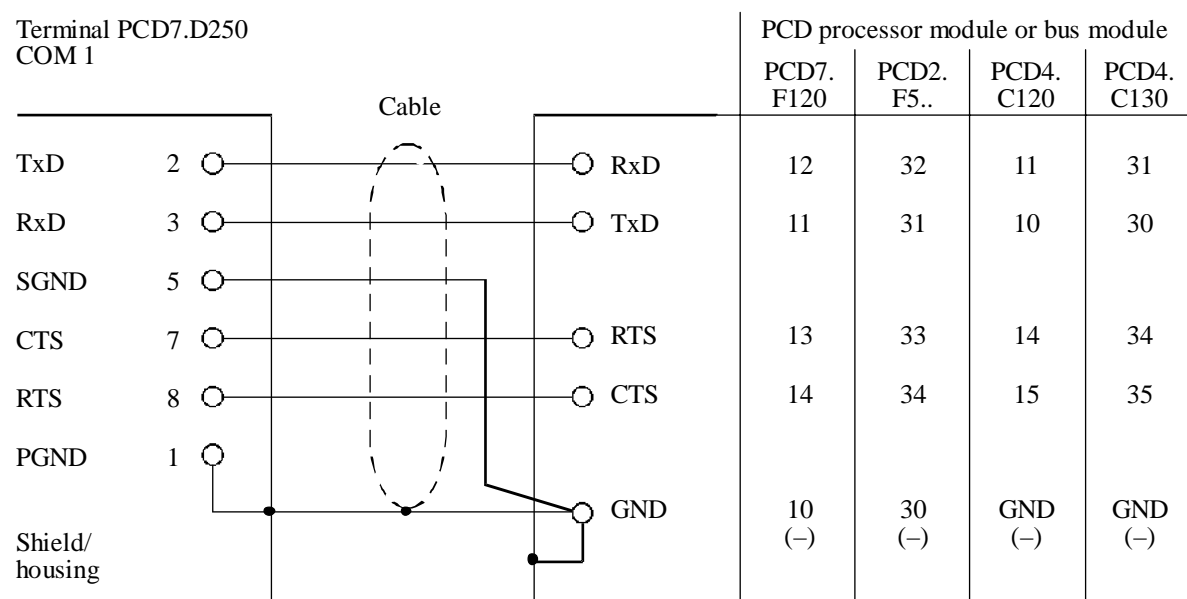 Terminal PCD7.D250
COM 1
Cable
PCD processor module or bus module
PCD7. PCD2. PCD4. PCD4.
F120 F5.. C120 C130
TxD 2 RxD 12 32 11 31
RxD 3 TxD 11 31 10 30
SGND 5
CTS 7 RTS 13 33 14 34
RTS 8 CTS 14 34 15 35
PGND 1
GND 10 30 GND GND
(–) (–) (–) (–)
Shield/
housing